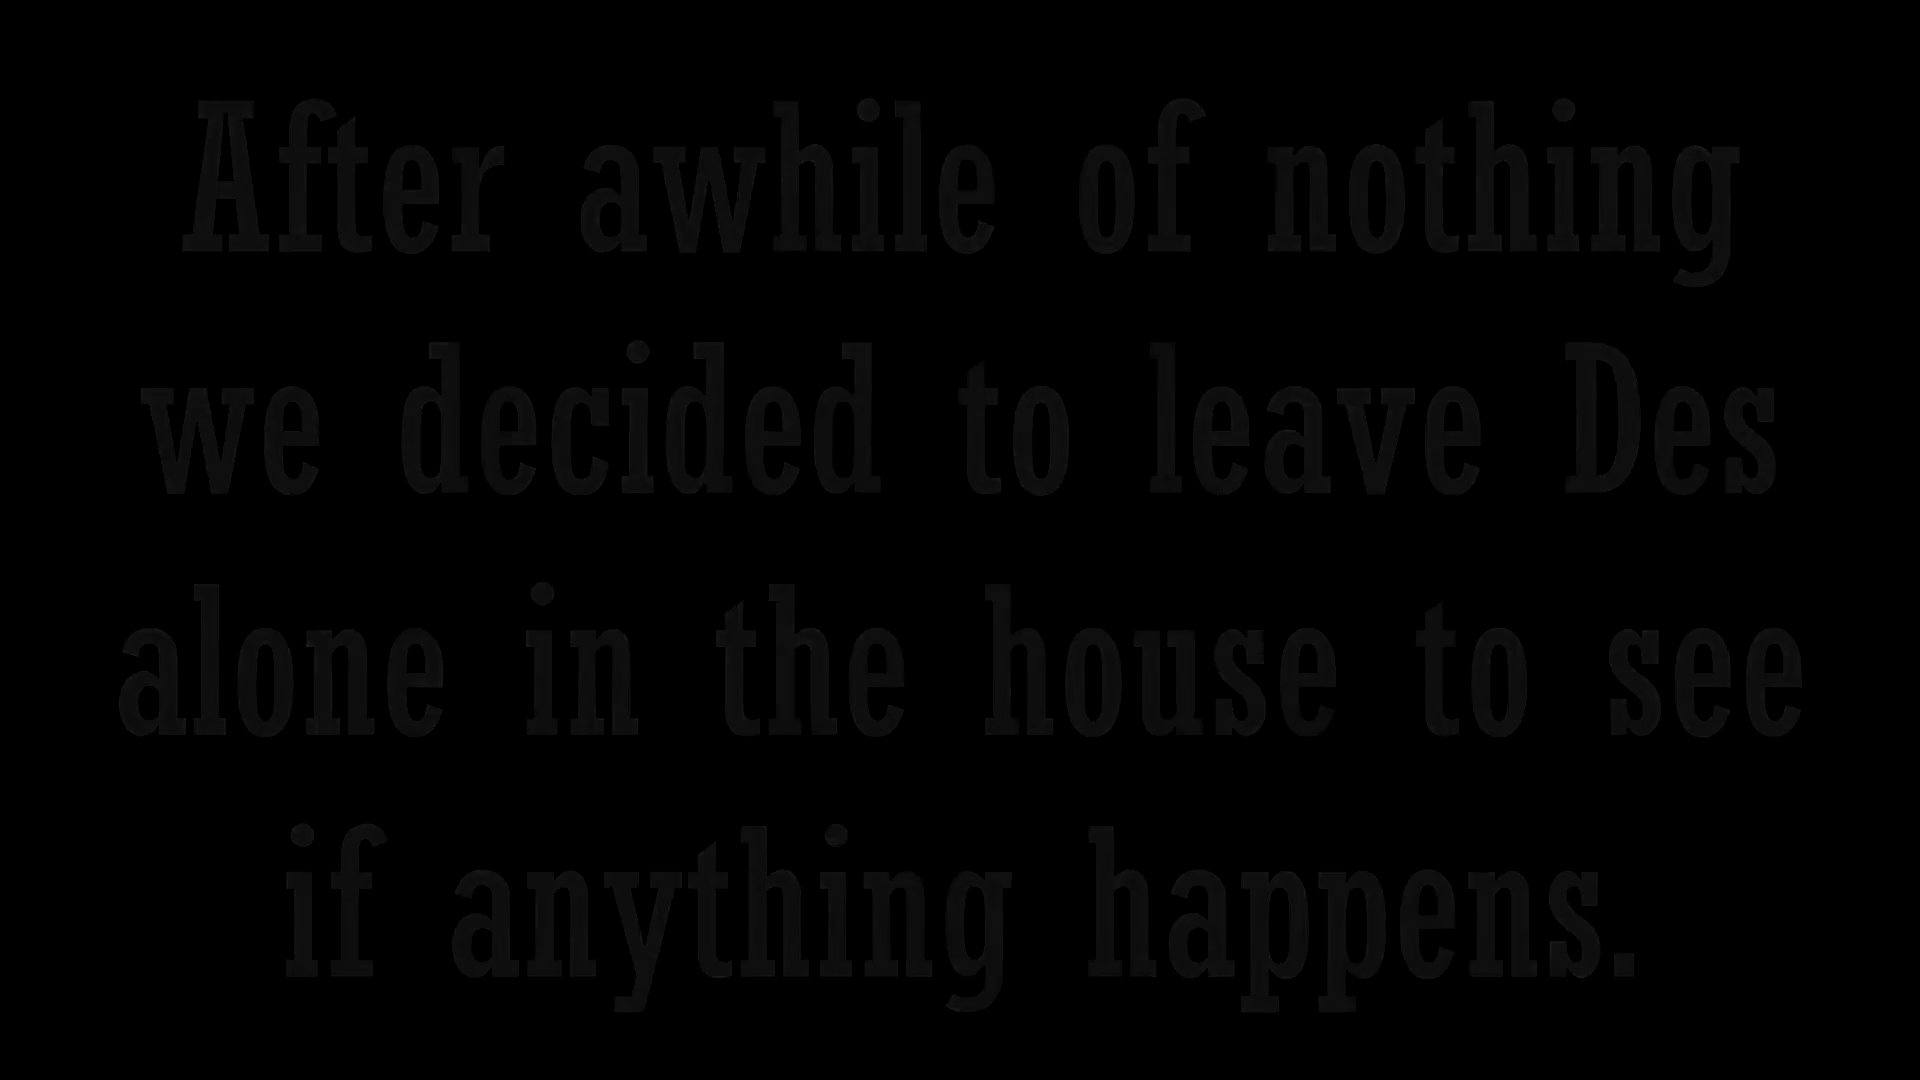 After awhile of nothing
we decided to leave Des
alone in the house to see
if anything happens.